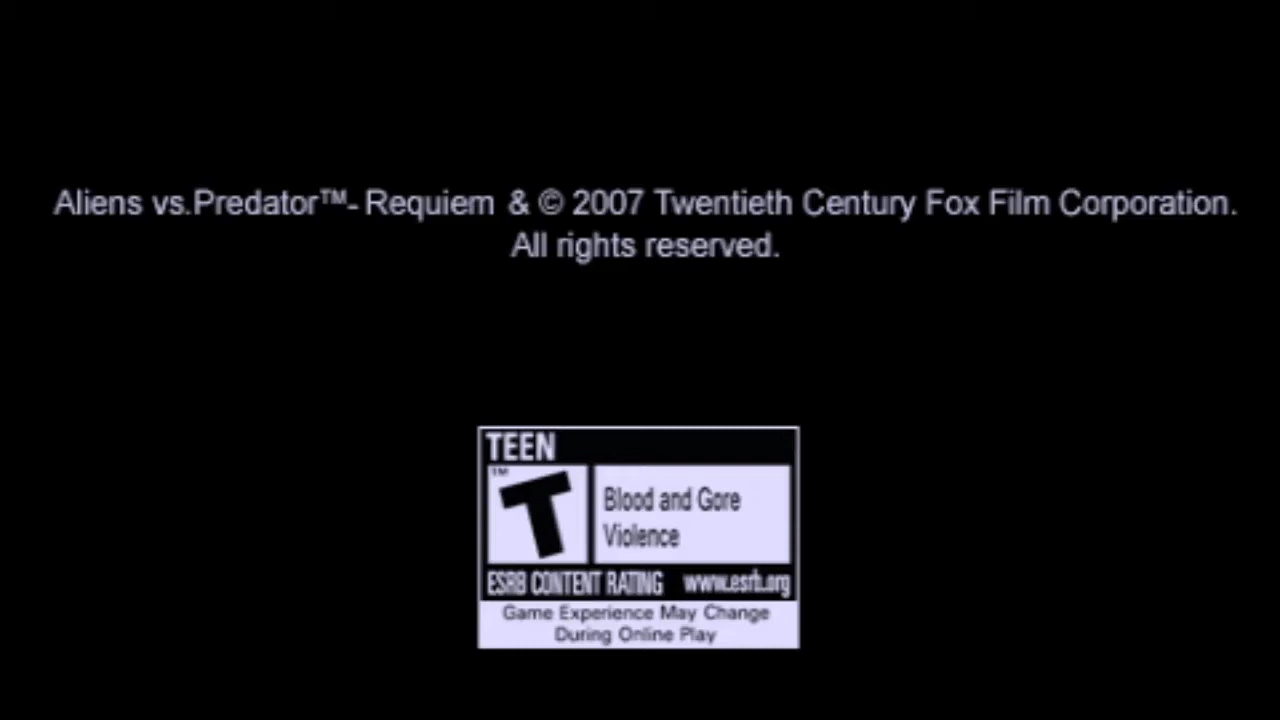 Aliens vs.Predator™- Requiem & © 2007 Twentieth Century Fox Film Corporation.
All rights reserved.
TEEN
™
T
Blood and Gore
Violence
ESRB CONTENT RATING www.esrb.org
Game Experience May Change
During Online Play